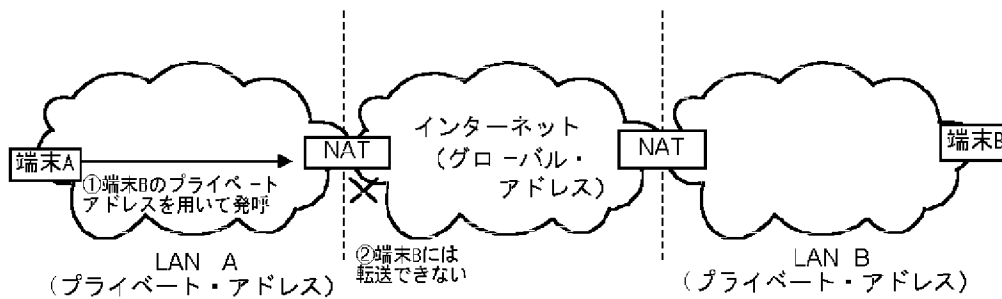 端末A
NAT
インターネット
(グローバル・
アドレス)
NAT
端末B
①端末Bのプライベート
アドレスを用いて発呼
②端末Bには
転送できない
LAN A
(プライベート・アドレス)
LAN B
(プライベート・アドレス)